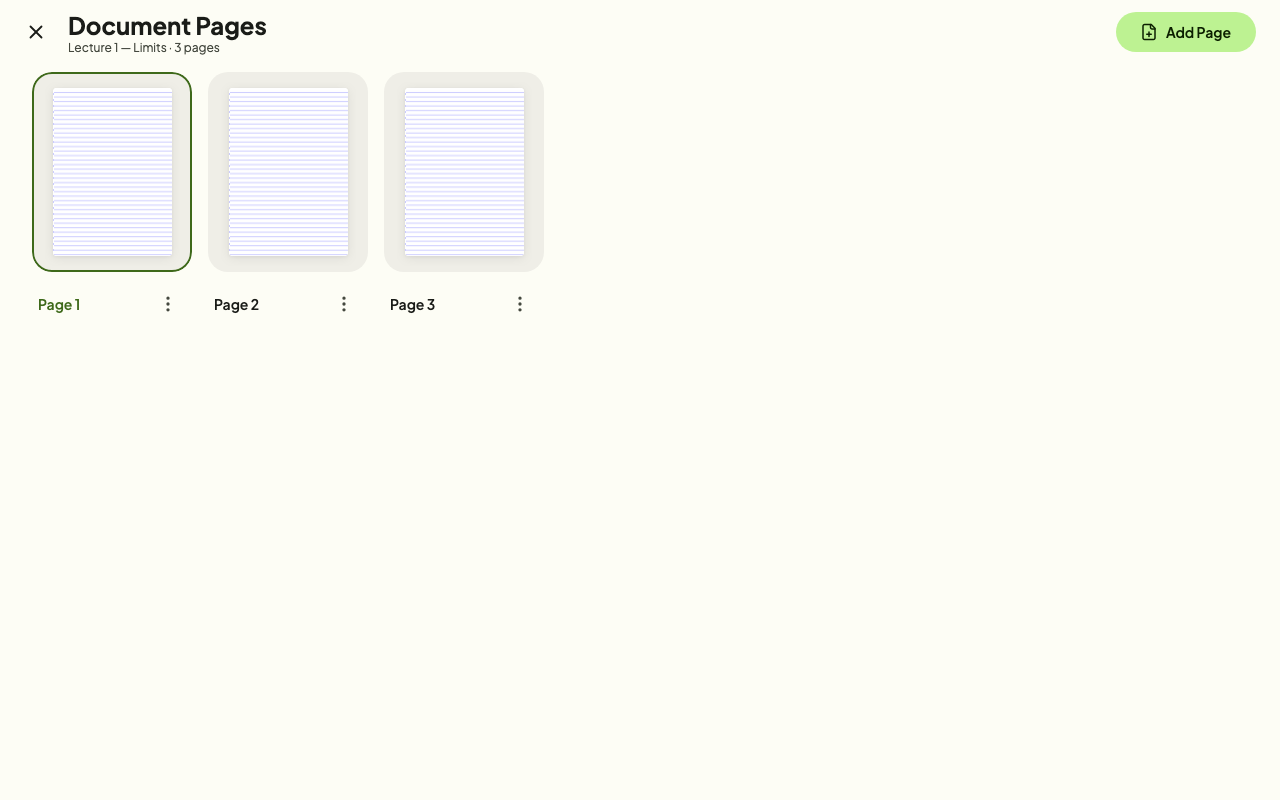 Document Pages
Lecture 1 — Limits · 3 pages
Add Page
Page 1
Page 2
Page 3